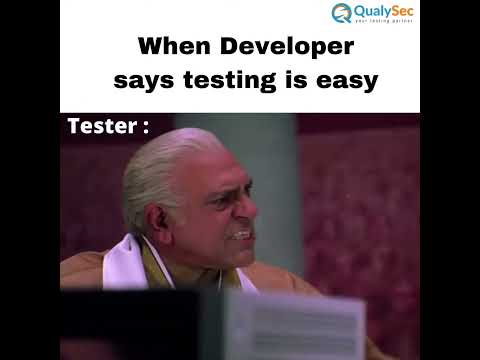 QualySec
your testing partner
When Developer
says testing is easy
Tester :